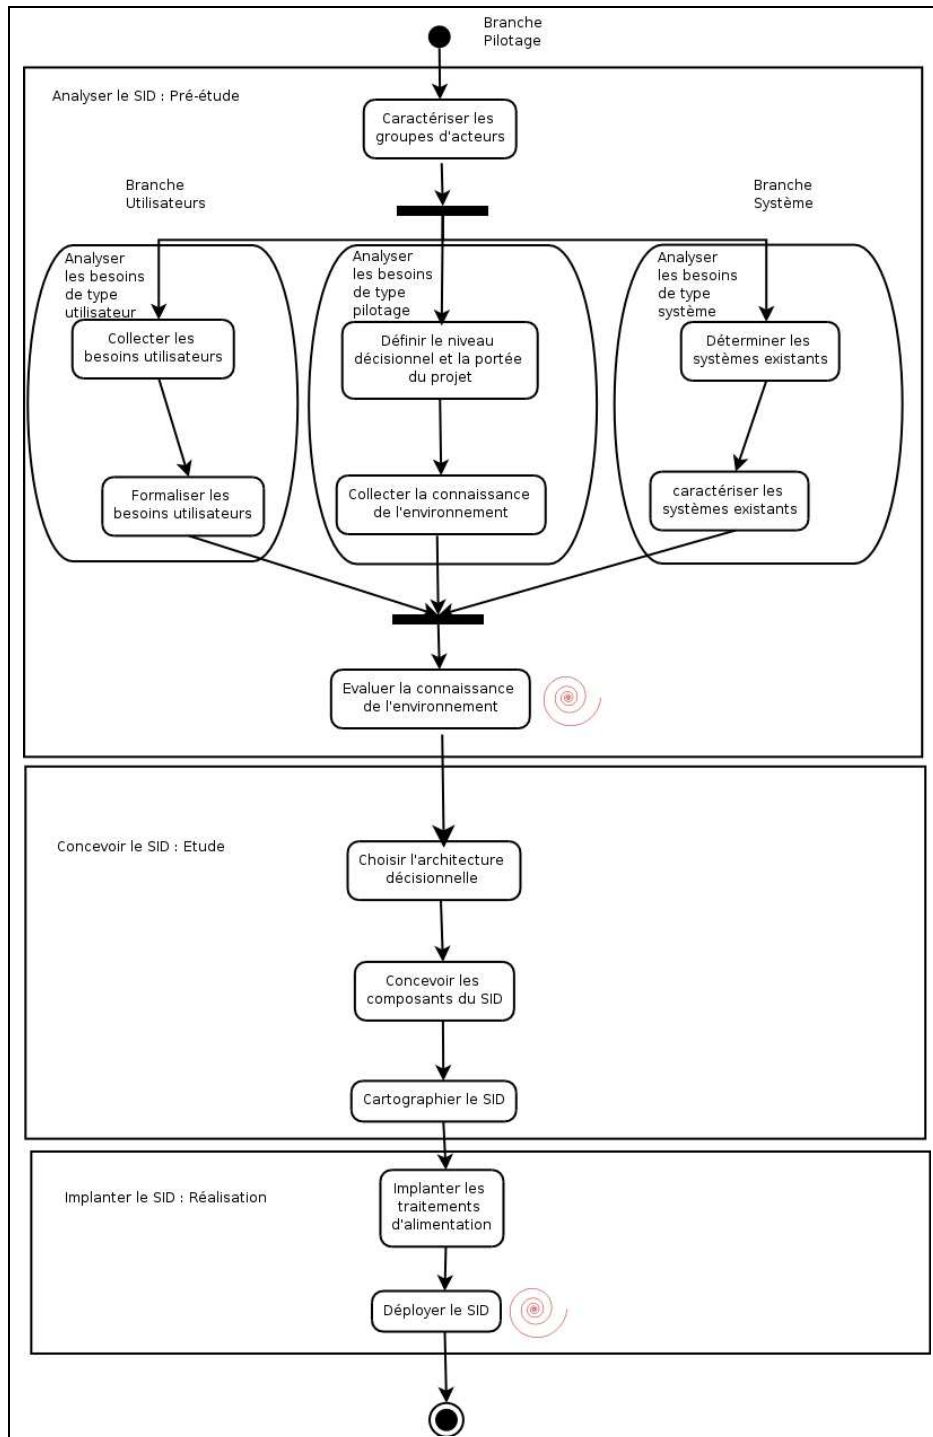 Branche
Pilotage
Analyser le SID : Pré-étude
Caractériser les
groupes d'acteurs
Branche
Utilisateurs
Branche
Système
Analyser
les besoins
de type
utilisateur
Analyser
les besoins
de type
pilotage
Analyser
les besoins
de type
système
Collecter les
besoins utilisateurs
Définir le niveau
décisionnel et la portée
du projet
Déterminer les
systèmes existants
Formaliser les
besoins utilisateurs
Collecter la connaissance
de l'environnement
caractériser les
systèmes existants
Evaluer la connaissance
de l'environnement
Concevoir le SID : Etude
Choisir l'architecture
décisionnelle
Concevoir les
composants du SID
Cartographier le SID
Implanter le SID : Réalisation
Implanter les
traitements
d'alimentation
Déployer le SID